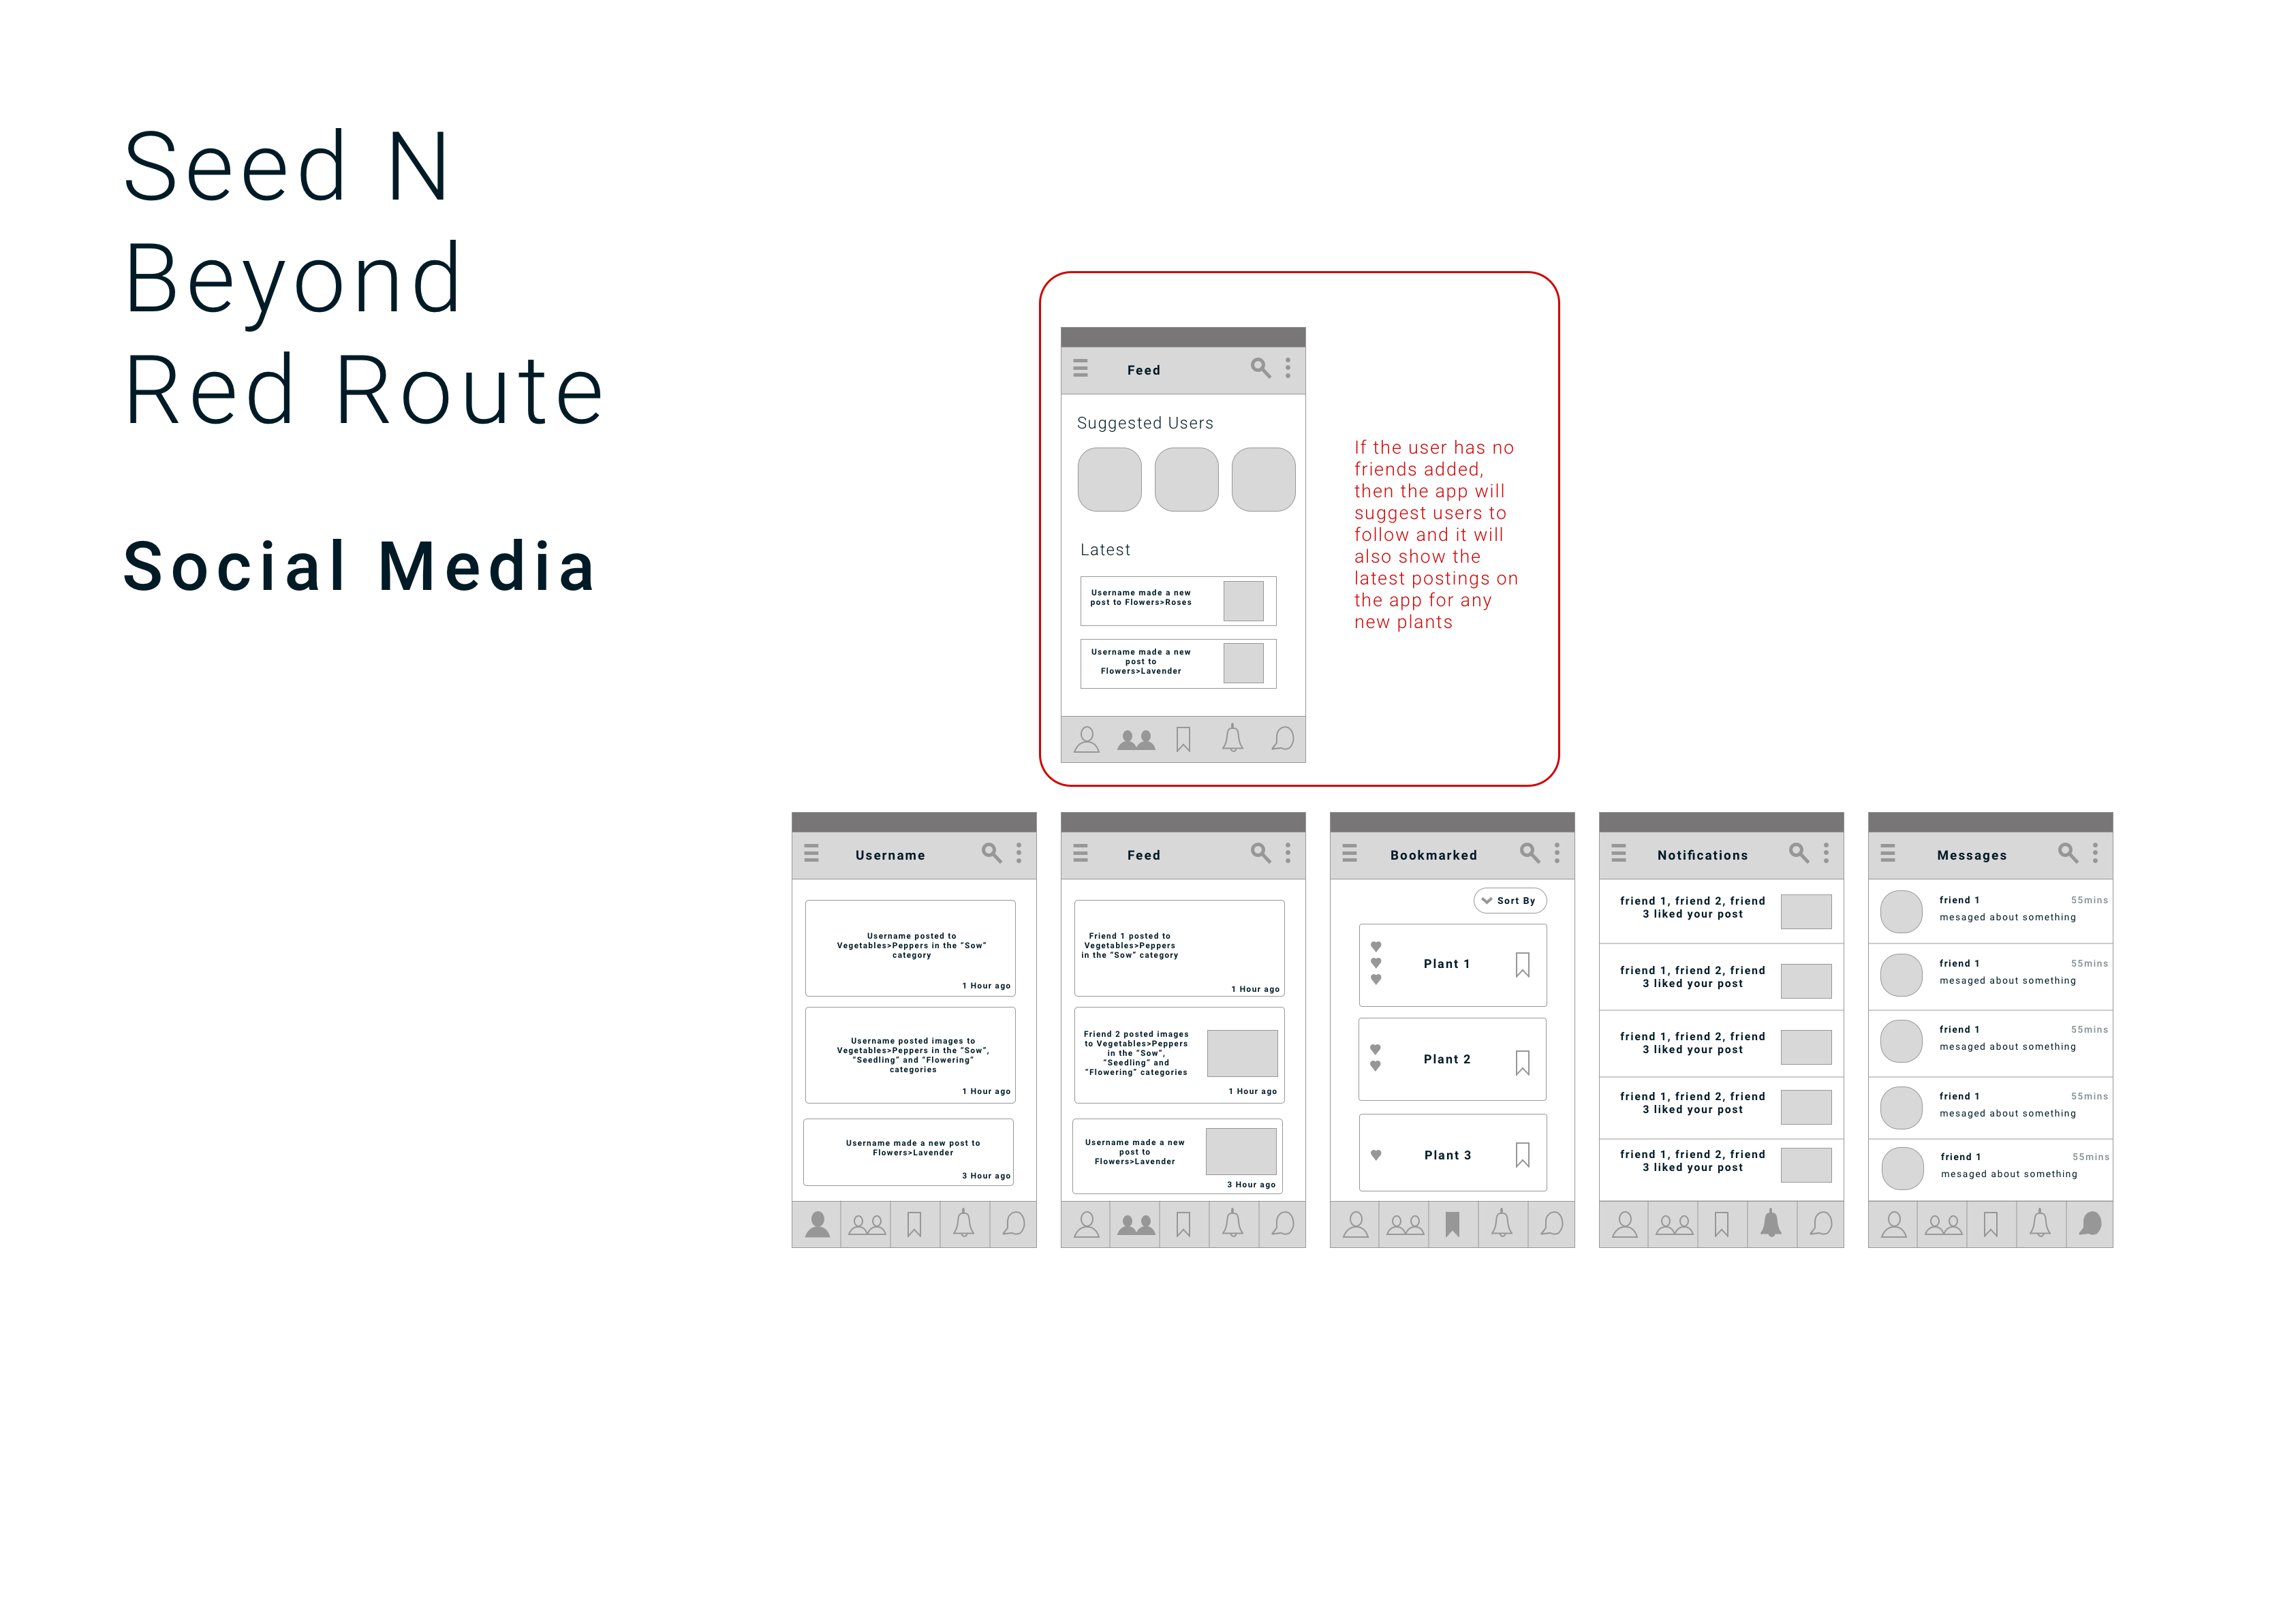 Seed N
Beyond
Red Route
Social Media
Feed
Suggested Users
Latest
Username made a new
post to Flowers>Roses
Username made a new
post to
Flowers>Lavender
If the user has no
friends added,
then the app will
suggest users to
follow and it will
also show the
latest postings on
the app for any
new plants
Username
Username posted to
Vegetables>Peppers in the “Sow”
category
1 Hour ago
Username posted images to
Vegetables>Peppers in the “Sow”,
“Seedling” and “Flowering”
categories
1 Hour ago
Username made a new post to
Flowers>Lavender
3 Hour ago
Feed
Friend 1 posted to
Vegetables>Peppers
in the “Sow” category
1 Hour ago
Friend 2 posted images
to Vegetables>Peppers
in the “Sow”,
“Seedling” and
“Flowering” categories
1 Hour ago
Username made a new
post to
Flowers>Lavender
3 Hour ago
Bookmarked
Sort By
Plant 1
Plant 2
Plant 3
Notifications
friend 1, friend 2, friend
3 liked your post
friend 1, friend 2, friend
3 liked your post
friend 1, friend 2, friend
3 liked your post
friend 1, friend 2, friend
3 liked your post
friend 1, friend 2, friend
3 liked your post
Messages
friend 1 55mins
mesaged about something
friend 1 55mins
mesaged about something
friend 1 55mins
mesaged about something
friend 1 55mins
mesaged about something
friend 1 55mins
mesaged about something